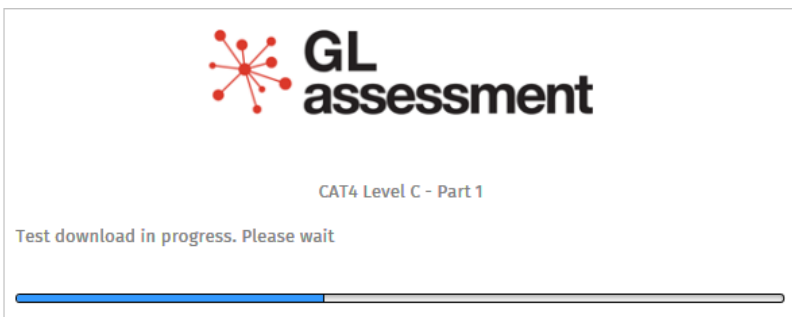 GL
assessment
CAT4 Level C - Part 1
Test download in progress. Please wait